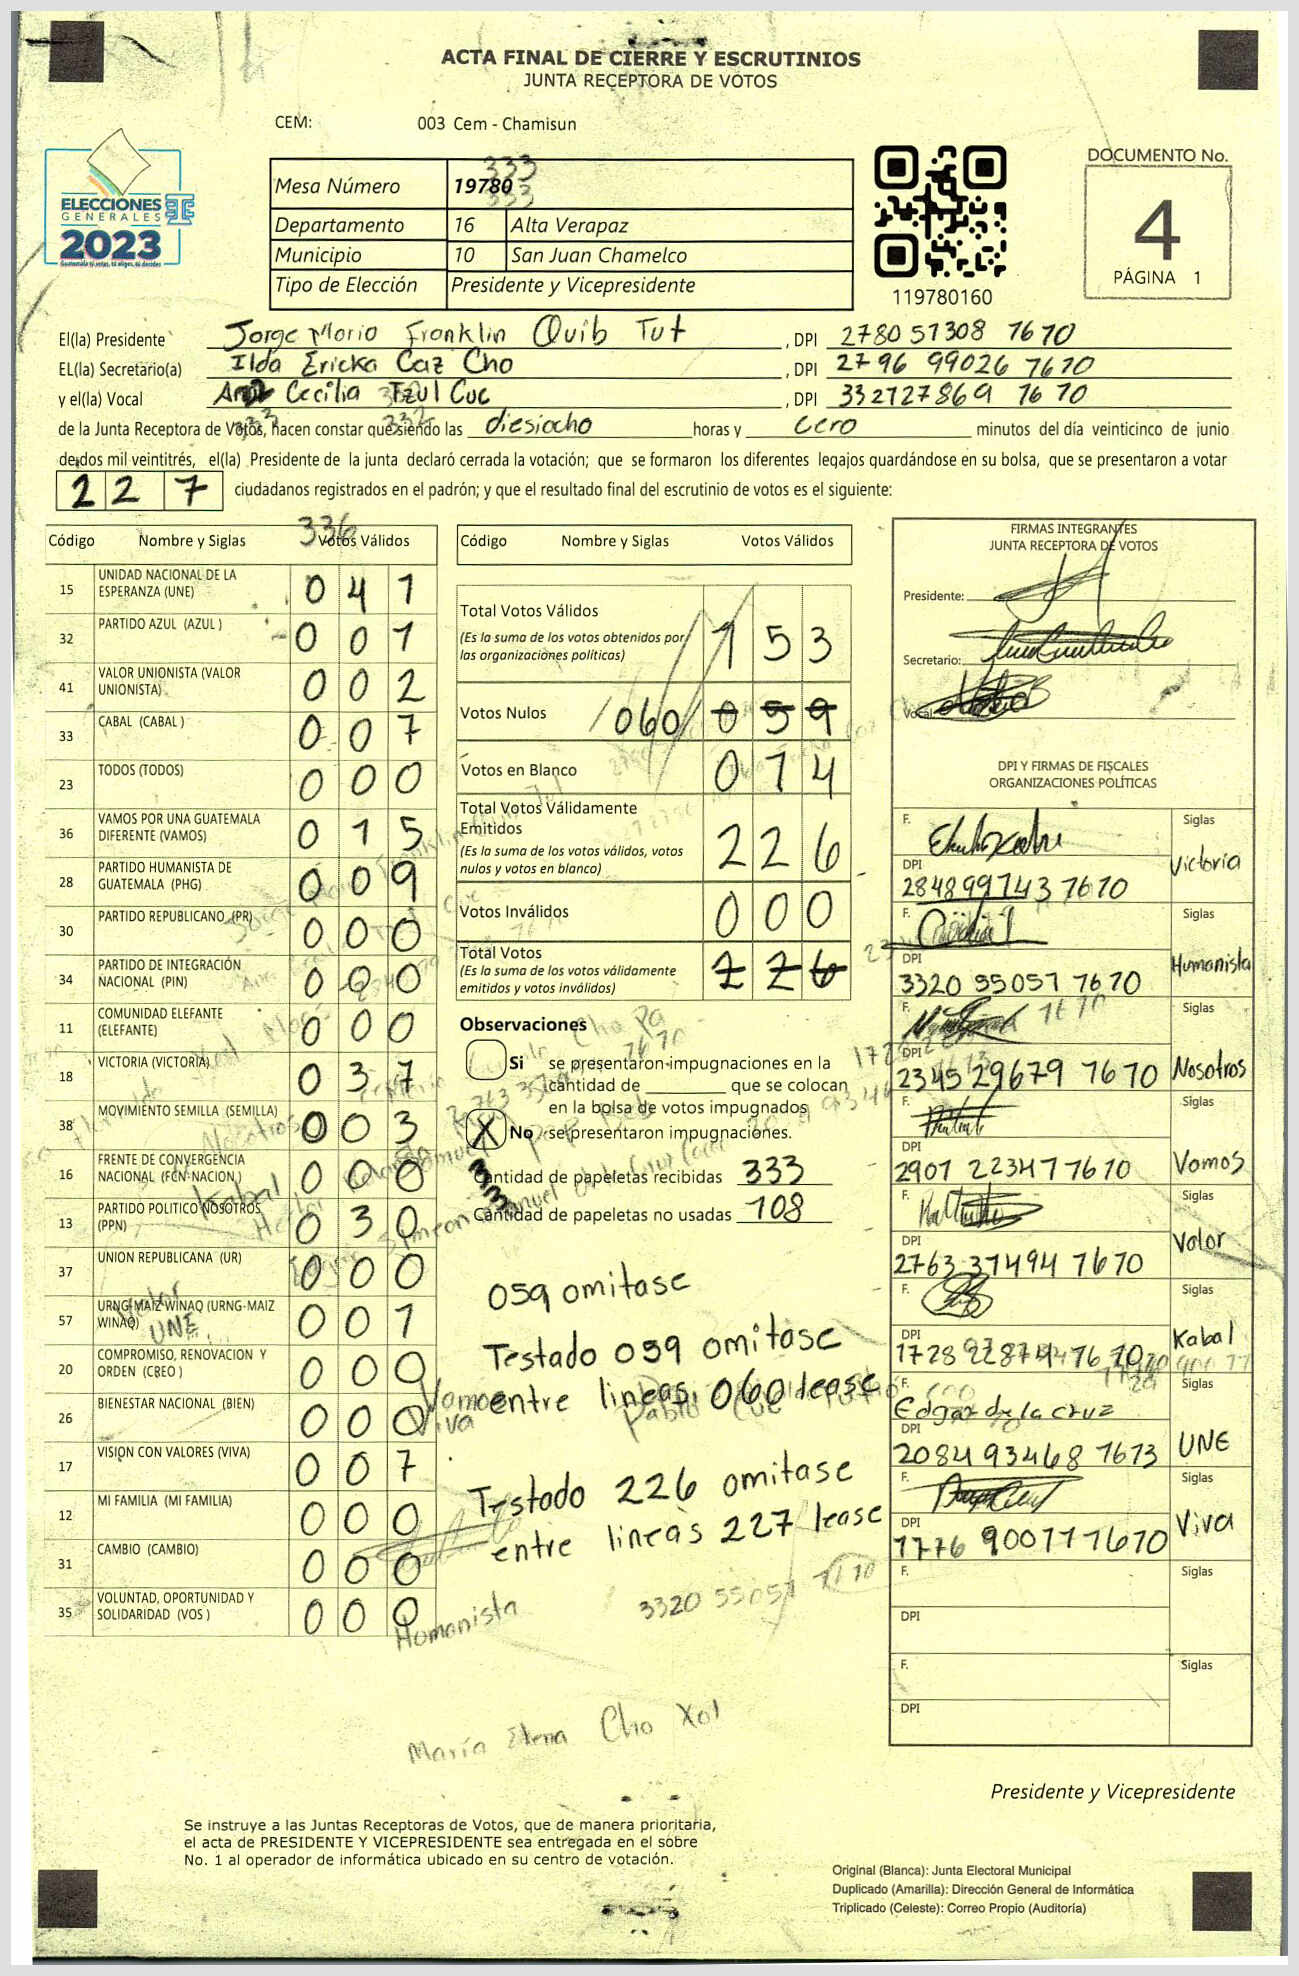 ACTA FINAL DE CIERRE Y ESCRUTINIOS
JUNTA RECEPTORA DE VOTOS
CEM: 003 Cem - Chamisun
ELECCIONES
GENERALES
2023
333
Mesa Número 19780
333
Departamento 16 Alta Verapaz
Municipio 10 San Juan Chamelco
Tipo de Elección Presidente y Vicepresidente
119780160
DOCUMENTO No.
4
PÁGINA 1
El(la) Presidente Jorge Mario Franklin Quib Tut , DPI 2780 51308 1610
EL(la) Secretario(a) Ilda Ericka Caz Cho , DPI 2796 99026 7610
y el(la) Vocal Cecilia Tzul Cuc , DPI 332727869 1610
de la Junta Receptora de Votos, hacen constar que siendo las diesiocho horas y cero minutos del día veinticinco de junio
de dos mil veintitrés, el(la) Presidente de la junta declaró cerrada la votación; que se formaron los diferentes legajos guardándose en su bolsa, que se presentaron a votar
227 ciudadanos registrados en el padrón; y que el resultado final del escrutinio de votos es el siguiente:
336
Código Nombre y Siglas Votos Válidos
15 UNIDAD NACIONAL DE LA ESPERANZA (UNE) 0 4 1
32 PARTIDO AZUL (AZUL ) 0 0 1
41 VALOR UNIONISTA (VALOR UNIONISTA) 0 0 2
33 CABAL (CABAL ) 0 0 7
23 TODOS (TODOS) 0 0 0
36 VAMOS POR UNA GUATEMALA DIFERENTE (VAMOS) 0 1 5
28 PARTIDO HUMANISTA DE GUATEMALA (PHG) 0 0 9
30 PARTIDO REPUBLICANO (PR) 0 0 0
34 PARTIDO DE INTEGRACIÓN NACIONAL (PIN) 0 0 0
11 COMUNIDAD ELEFANTE (ELEFANTE) 0 0 0
18 VICTORIA (VICTORIA) 0 3 7
38 MOVIMIENTO SEMILLA (SEMILLA) 0 0 3
16 FRENTE DE CONVERGENCIA NACIONAL (FCN-NACION) 0 0 0
13 PARTIDO POLITICO NOSOTROS (PPN) 0 3 0
37 UNION REPUBLICANA (UR) 0 0 0
57 URNG-MAIZ WINAQ (URNG-MAIZ WINAQ) 0 0 1
20 COMPROMISO, RENOVACION Y ORDEN (CREO ) 0 0 0
26 BIENESTAR NACIONAL (BIEN) 0 0 0
17 VISION CON VALORES (VIVA) 0 0 7
12 MI FAMILIA (MI FAMILIA) 0 0 0
31 CAMBIO (CAMBIO) 0 0 0
35 VOLUNTAD, OPORTUNIDAD Y SOLIDARIDAD (VOS ) 0 0 0
Código Nombre y Siglas Votos Válidos
Total Votos Válidos 1 5 3
(Es la suma de los votos obtenidos por
las organizaciones políticas)
Votos Nulos /060/ 0 5 9
Votos en Blanco 0 1 4
Total Votos Válidamente
Emitidos 2 2 6
(Es la suma de los votos válidos, votos
nulos y votos en blanco)
Votos Inválidos 0 0 0
Total Votos 2 2 6
(Es la suma de los votos válidamente
emitidos y votos inválidos)
Observaciones
Si se presentaron impugnaciones en la
cantidad de ________ que se colocan
en la bolsa de votos impugnados
X No se presentaron impugnaciones.
Cantidad de papeletas recibidas 333
Cantidad de papeletas no usadas 108
059 omitase
Testado 059 omitase
entre lineas, 060 lease
Testado 226 omitase
entre lineas 227 lease
Kabal
Valor
UNE
Viva
Humanista
3320 55051 7610
María Elena Cho Xol
FIRMAS INTEGRANTES
JUNTA RECEPTORA DE VOTOS
Presidente:
Secretario:
Vocal:
DPI Y FIRMAS DE FISCALES
ORGANIZACIONES POLÍTICAS
F. Siglas
Victoria
DPI
2848997437610
F. Siglas
Humanista
DPI
3320 55051 7610
F. Siglas
Nosotros
DPI
2345 29679 7610
F. Siglas
Vamos
DPI
2901 223477610
F. Siglas
Valor
DPI
2763 37494 7610
F. Siglas
Kabal
DPI
F. Siglas
Edgar de la cruz
UNE
DPI
2084 93468 1613
F. Siglas
Viva
DPI
1776 900771610
F. Siglas
DPI
F. Siglas
DPI
Presidente y Vicepresidente
Se instruye a las Juntas Receptoras de Votos, que de manera prioritaria,
el acta de PRESIDENTE Y VICEPRESIDENTE sea entregada en el sobre
No. 1 al operador de informática ubicado en su centro de votación.
Original (Blanca): Junta Electoral Municipal
Duplicado (Amarilla): Dirección General de Informática
Triplicado (Celeste): Correo Propio (Auditoría)